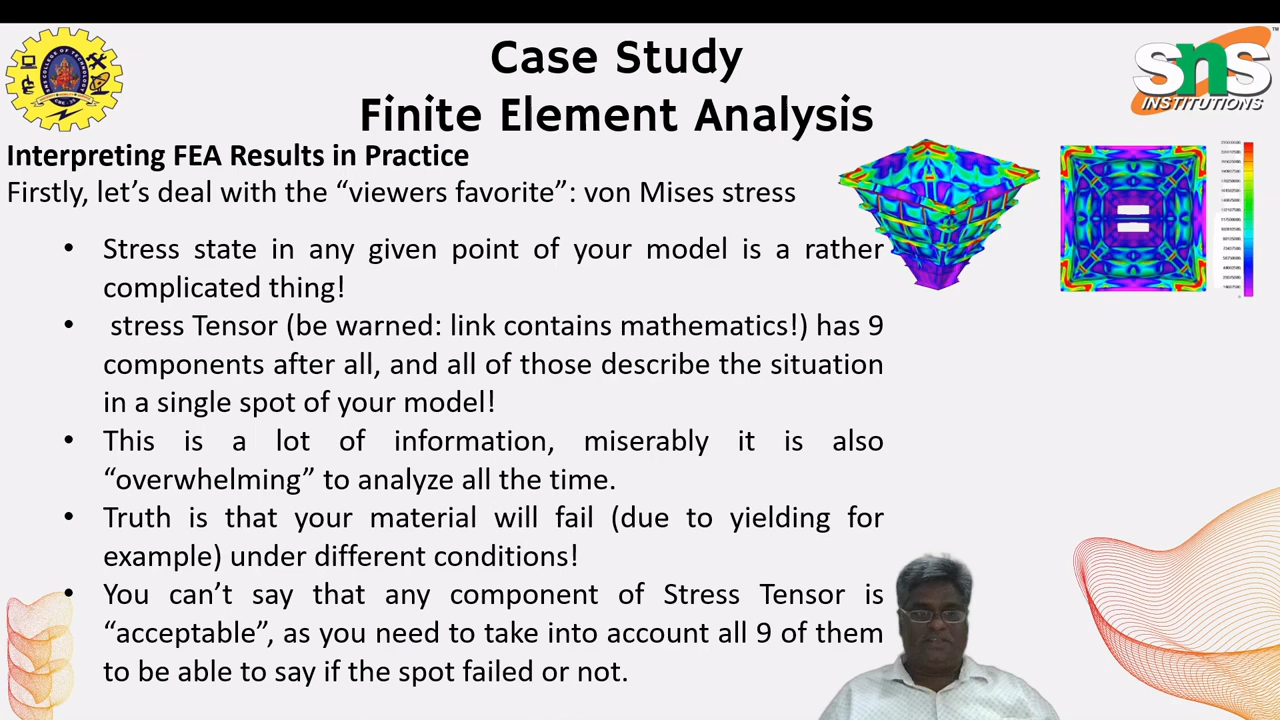 Case Study
Finite Element Analysis
sns
INSTITUTIONS
TM
Interpreting FEA Results in Practice
Firstly, let’s deal with the “viewers favorite”: von Mises stress
• Stress state in any given point of your model is a rather
complicated thing!
• stress Tensor (be warned: link contains mathematics!) has 9
components after all, and all of those describe the situation
in a single spot of your model!
• This is a lot of information, miserably it is also
“overwhelming” to analyze all the time.
• Truth is that your material will fail (due to yielding for
example) under different conditions!
• You can’t say that any component of Stress Tensor is
“acceptable”, as you need to take into account all 9 of them
to be able to say if the spot failed or not.